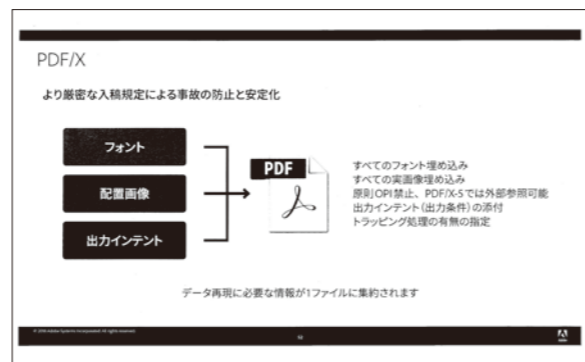 PDF/X
より厳密な入稿規定による事故の防止と安定化
フォント
配置画像
出力インテント
PDF
すべてのフォント埋め込み
すべての実画像埋め込み
原則OPI禁止、PDF/X-5では外部参照可能
出力インテント（出力条件）の添付
トラッピング処理の有無の指定
データ再現に必要な情報が1ファイルに集約されます
Adobe Systems Incorporated. All rights reserved.